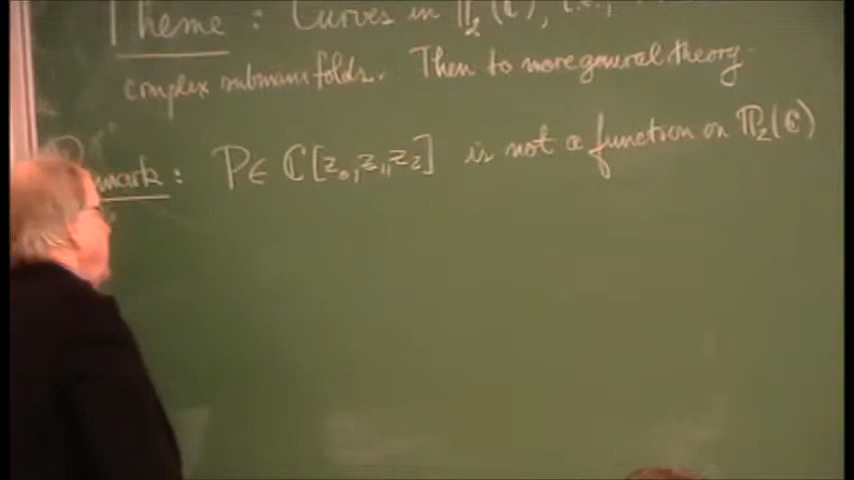 Theme : Curves in ℙ₂(ℂ), i.e.,
complex submanifolds. Then to more general theory.
Remark : P ∈ ℂ[z₀,z₁,z₂] is not a function on ℙ₂(ℂ)